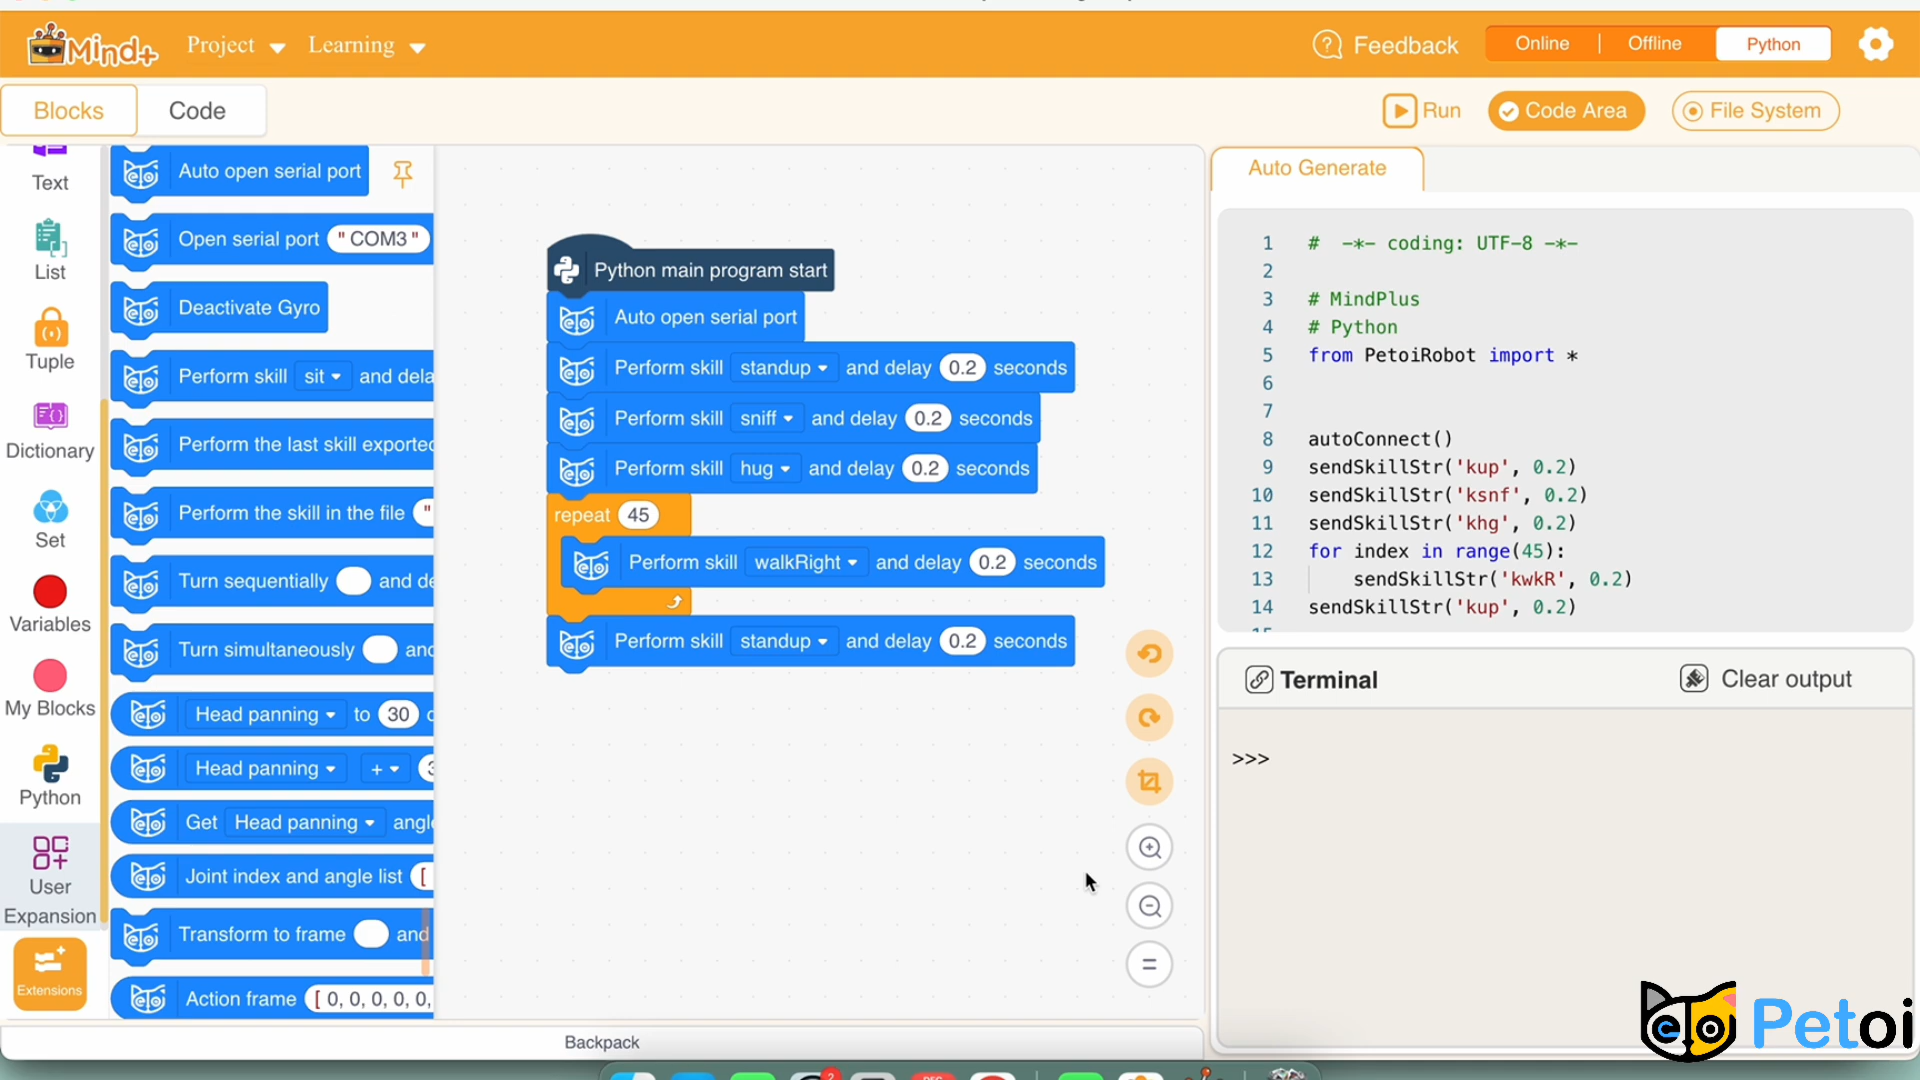 Mind+ Project Learning Feedback Online Offline Python
Blocks Code Run Code Area File System
Text
List
Tuple
Dictionary
Set
Variables
My Blocks
Python
User
Expansion
Extensions
Auto open serial port
Open serial port "COM3"
Deactivate Gyro
Perform skill sit and dela
Perform the last skill exported
Perform the skill in the file "
Turn sequentially and de
Turn simultaneously and
Head panning to 30
Head panning + 3
Get Head panning angle
Joint index and angle list [
Transform to frame and
Action frame [ 0, 0, 0, 0, 0,
Python main program start
Auto open serial port
Perform skill standup and delay 0.2 seconds
Perform skill sniff and delay 0.2 seconds
Perform skill hug and delay 0.2 seconds
repeat 45
Perform skill walkRight and delay 0.2 seconds
Perform skill standup and delay 0.2 seconds
Backpack
Auto Generate
1 # -*- coding: UTF-8 -*-
2
3 # MindPlus
4 # Python
5 from PetoiRobot import *
6
7
8 autoConnect()
9 sendSkillStr('kup', 0.2)
10 sendSkillStr('ksnf', 0.2)
11 sendSkillStr('khg', 0.2)
12 for index in range(45):
13 sendSkillStr('kwkR', 0.2)
14 sendSkillStr('kup', 0.2)
Terminal Clear output
>>>
Petoi